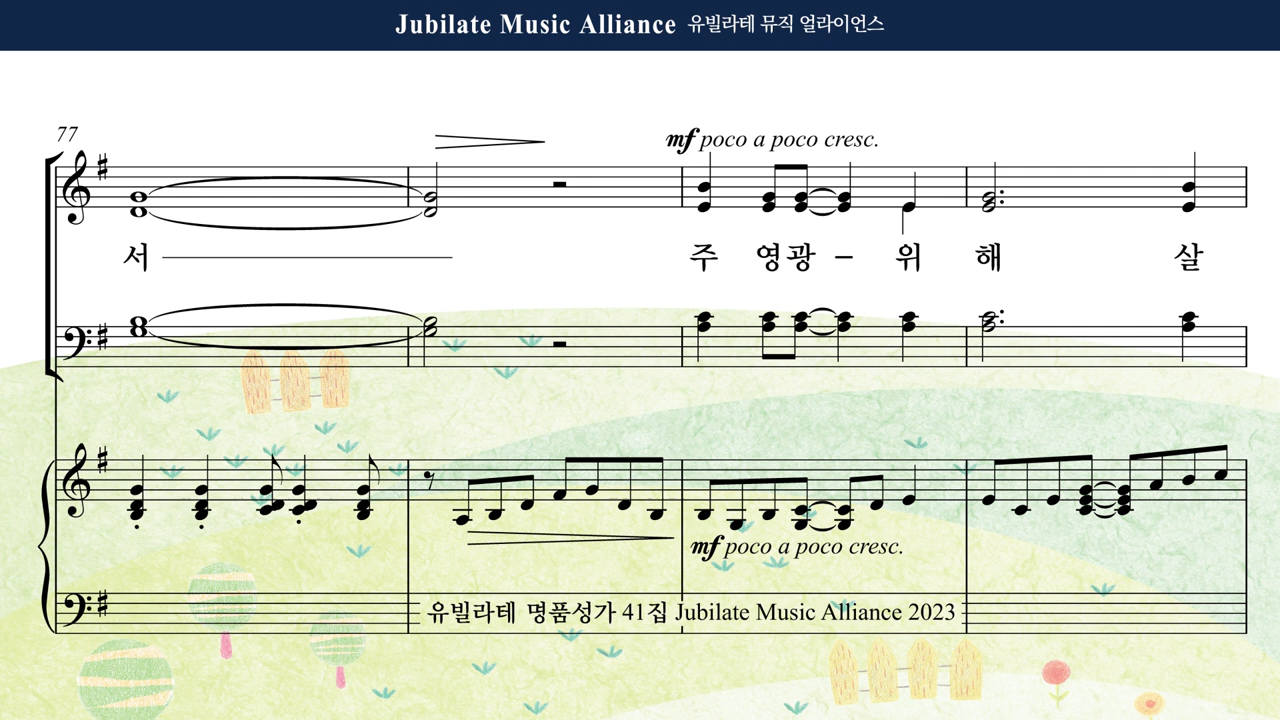 Jubilate Music Alliance 유빌라테 뮤직 얼라이언스
77
mf poco a poco cresc.
서 주 영광 – 위 해 살
mf poco a poco cresc.
유빌라테 명품성가 41집 Jubilate Music Alliance 2023